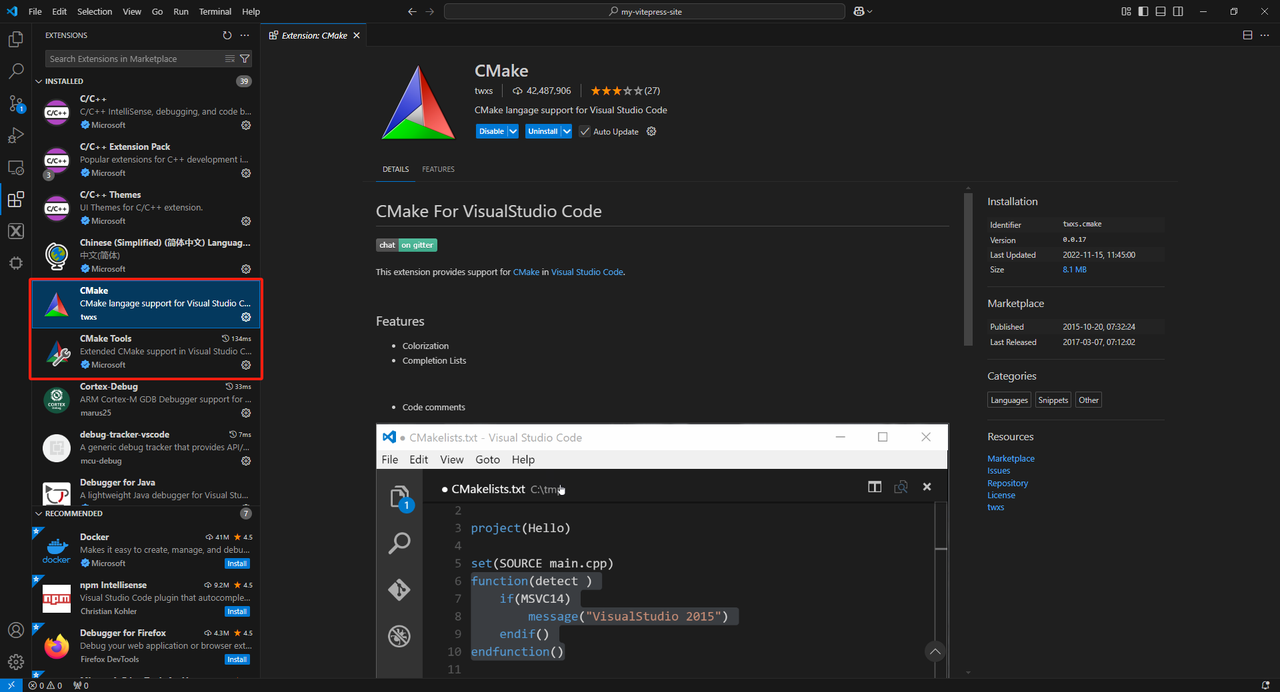 File Edit Selection View Go Run Terminal Help
my-vitepress-site
EXTENSIONS
Search Extensions in Marketplace
INSTALLED 39
C/C++
C/C++ IntelliSense, debugging, and code b...
Microsoft
C/C++ Extension Pack
Popular extensions for C++ development i...
Microsoft
3
C/C++ Themes
UI Themes for C/C++ extension.
Microsoft
Chinese (Simplified) (简体中文) Languag...
中文(简体)
Microsoft
CMake
CMake langage support for Visual Studio C...
twxs
CMake Tools 134ms
Extended CMake support in Visual Studio C...
Microsoft
Cortex-Debug 33ms
ARM Cortex-M GDB Debugger support for ...
marus25
debug-tracker-vscode 7ms
A generic debug tracker that provides API/...
mcu-debug
Debugger for Java
A lightweight Java debugger for Visual Stu...
RECOMMENDED 7
Docker 41M 4.5
Makes it easy to create, manage, and debu...
Microsoft Install
npm Intellisense 9.2M 4.5
Visual Studio Code plugin that autocomple...
Christian Kohler Install
Debugger for Firefox 4.3M 4.5
Debug your web application or browser ext...
Firefox DevTools Install
Extension: CMake
CMake
twxs 42,487,906 (27)
CMake langage support for Visual Studio Code
Disable Uninstall Auto Update
DETAILS FEATURES
CMake For VisualStudio Code
chat on gitter
This extension provides support for CMake in Visual Studio Code.
Features
Colorization
Completion Lists
Code comments
CMakelists.txt - Visual Studio Code
File Edit View Goto Help
1
CMakelists.txt C:\tmp
2
3 project(Hello)
4
5 set(SOURCE main.cpp)
6 function(detect )
7 if(MSVC14)
8 message("VisualStudio 2015")
9 endif()
10 endfunction()
11
Installation
Identifier twxs.cmake
Version 0.0.17
Last Updated 2022-11-15, 11:45:00
Size 8.1 MB
Marketplace
Published 2015-10-20, 07:32:24
Last Released 2017-03-07, 07:12:02
Categories
Languages Snippets Other
Resources
Marketplace
Issues
Repository
License
twxs
0 0 0